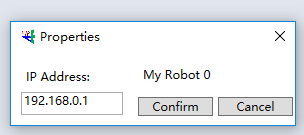 Properties
IP Address:
My Robot 0
192.168.0.1
Confirm
Cancel